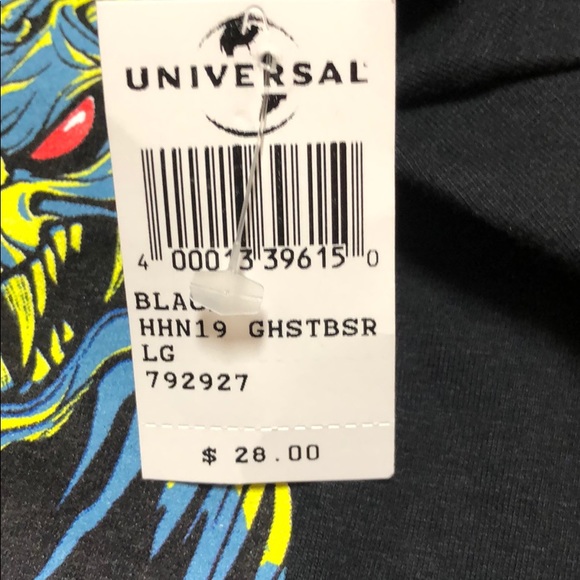 UNIVERSAL
4 00013 39615 0
HHN19 GHSTBSR
LG
792927
$ 28.00